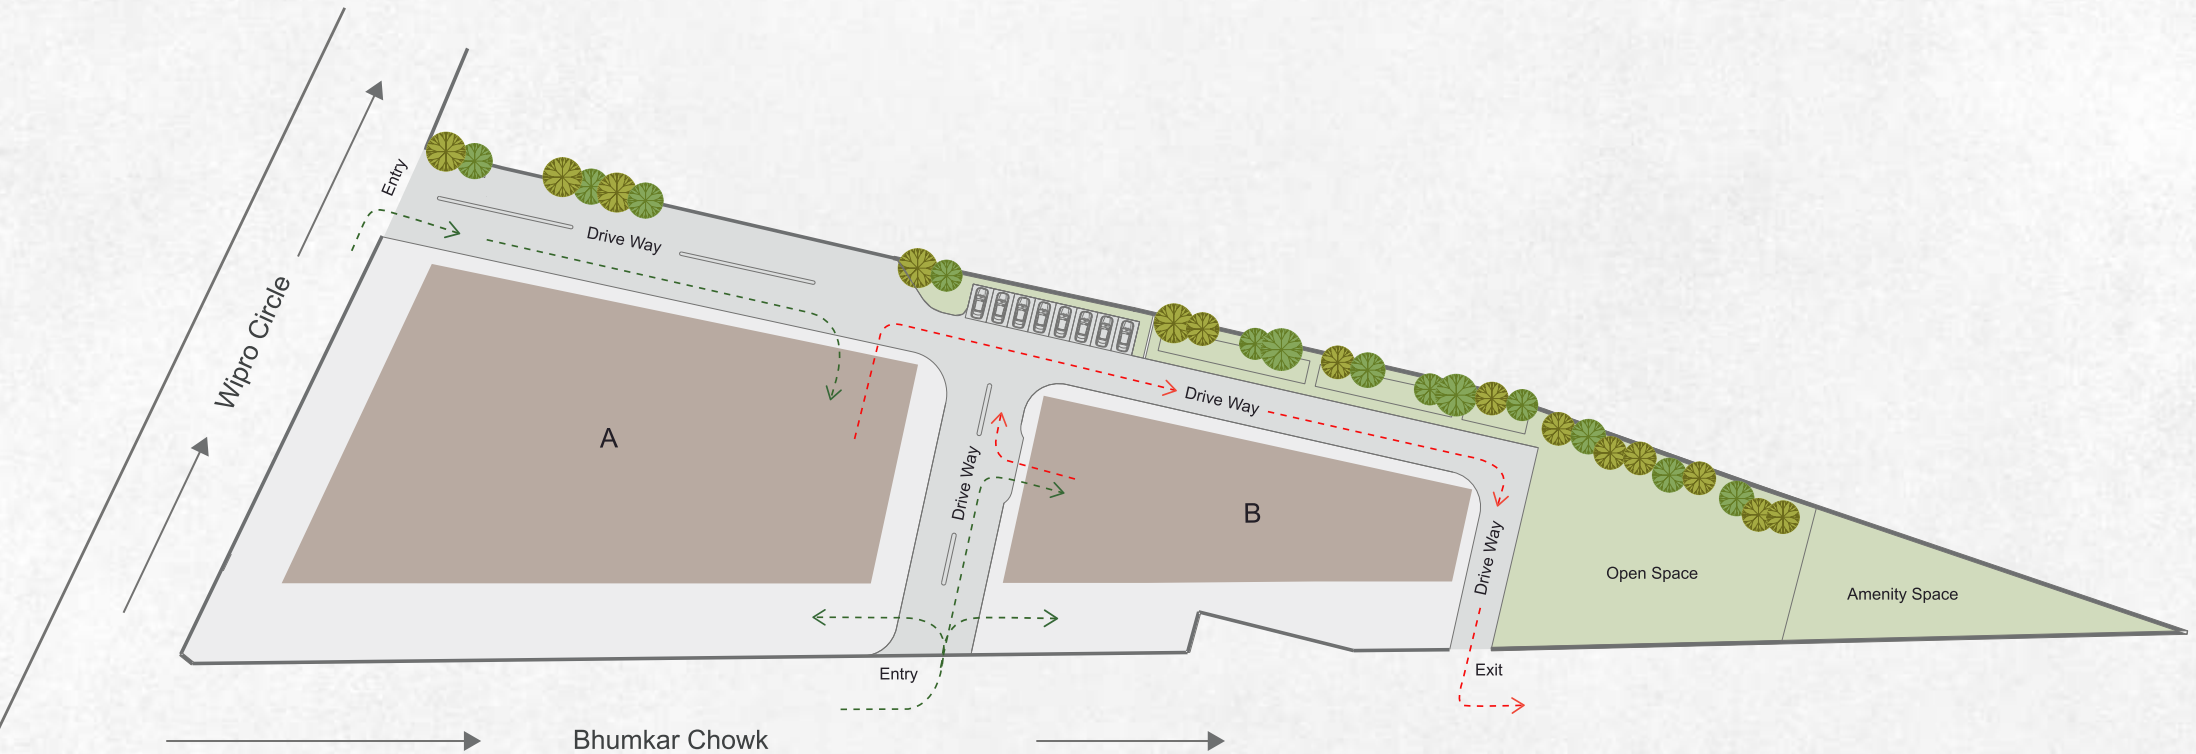 Entry
Drive Way
Wipro Circle
Drive Way
A
Drive Way
B
Drive Way
Open Space
Amenity Space
Entry
Exit
Bhumkar Chowk